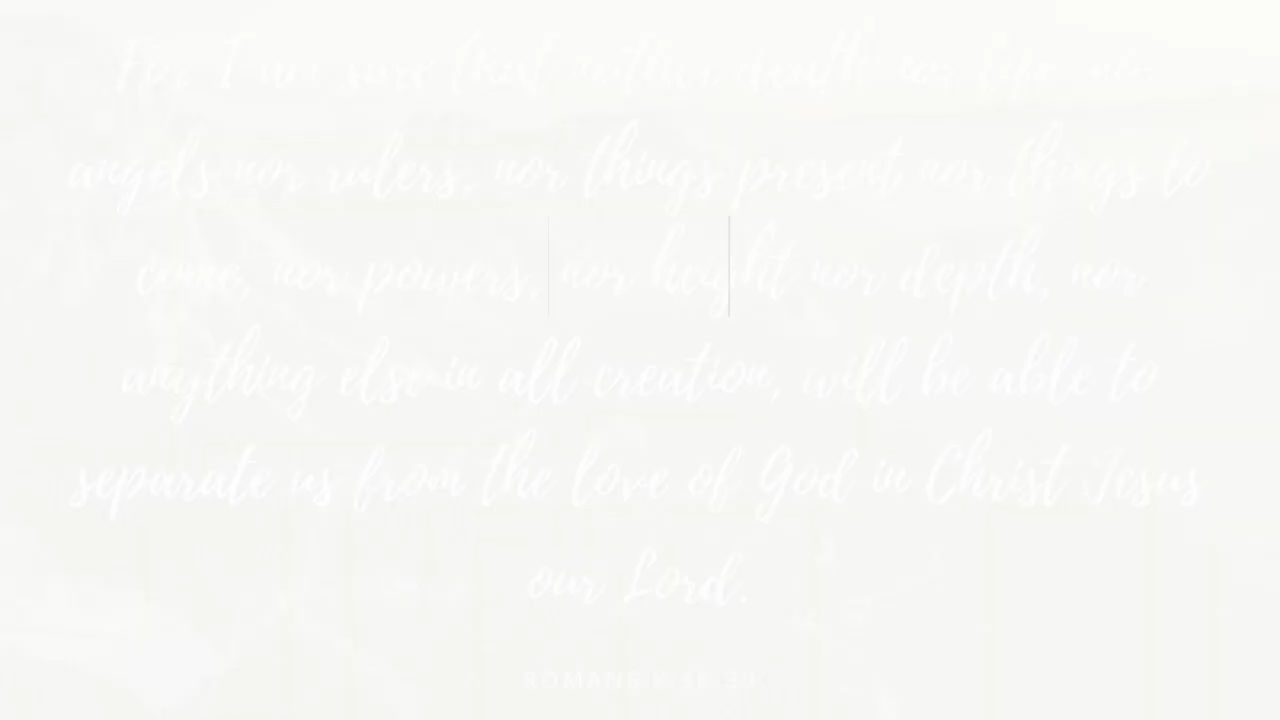 For I am sure that neither death nor life, nor
angels nor rulers, nor things present nor things to
come, nor powers, nor height nor depth, nor
anything else in all creation, will be able to
separate us from the love of God in Christ Jesus
our Lord.
ROMANS 8:38-39